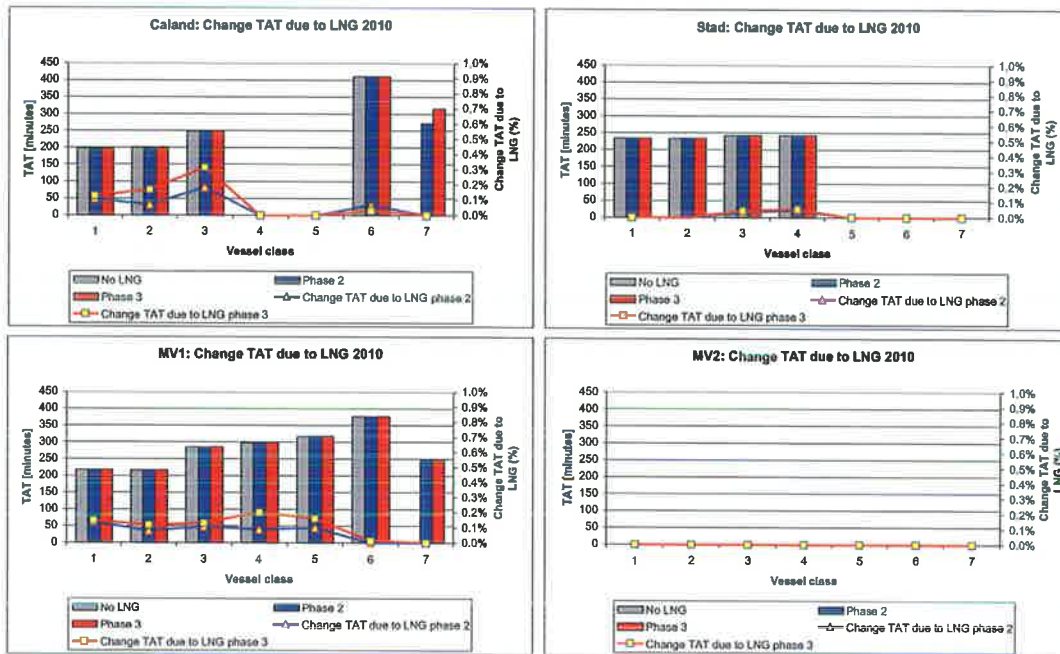 Caland: Change TAT due to LNG 2010
TAT [minutes]
450
400
350
300
250
200
150
100
50
0
1.0%
0.9%
0.8%
0.7%
0.6%
0.5%
0.4%
0.3%
0.2%
0.1%
0.0%
Change TAT due to
LNG (%)
1 2 3 4 5 6 7
Vessel class
No LNG Phase 2
Phase 3 Change TAT due to LNG phase 2
Change TAT due to LNG phase 3
Stad: Change TAT due to LNG 2010
TAT [minutes]
450
400
350
300
250
200
150
100
50
0
1.0%
0.9%
0.8%
0.7%
0.6%
0.5%
0.4%
0.3%
0.2%
0.1%
0.0%
Change TAT due to
LNG (%)
1 2 3 4 5 6 7
Vessel class
No LNG Phase 2
Phase 3 Change TAT due to LNG phase 2
Change TAT due to LNG phase 3
MV1: Change TAT due to LNG 2010
TAT [minutes]
450
400
350
300
250
200
150
100
50
0
1.0%
0.9%
0.8%
0.7%
0.6%
0.5%
0.4%
0.3%
0.2%
0.1%
0.0%
Change TAT due to
LNG (%)
1 2 3 4 5 6 7
Vessel class
No LNG Phase 2
Phase 3 Change TAT due to LNG phase 2
Change TAT due to LNG phase 3
MV2: Change TAT due to LNG 2010
TAT [minutes]
450
400
350
300
250
200
150
100
50
0
1.0%
0.9%
0.8%
0.7%
0.6%
0.5%
0.4%
0.3%
0.2%
0.1%
0.0%
Change TAT due to
LNG (%)
1 2 3 4 5 6 7
Vessel class
No LNG Phase 2
Phase 3 Change TAT due to LNG phase 2
Change TAT due to LNG phase 3